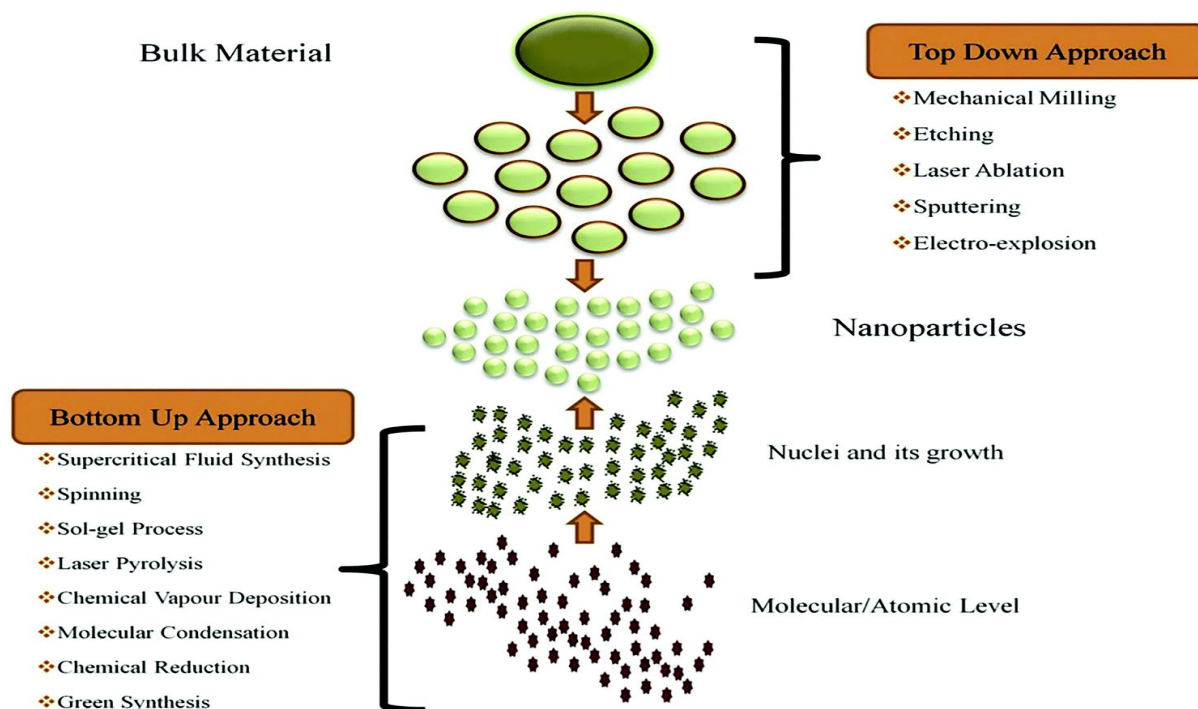 Bulk Material
Top Down Approach
❖Mechanical Milling
❖Etching
❖Laser Ablation
❖Sputtering
❖Electro-explosion
Nanoparticles
Bottom Up Approach
❖Supercritical Fluid Synthesis
❖Spinning
❖Sol-gel Process
❖Laser Pyrolysis
❖Chemical Vapour Deposition
❖Molecular Condensation
❖Chemical Reduction
❖Green Synthesis
Nuclei and its growth
Molecular/Atomic Level